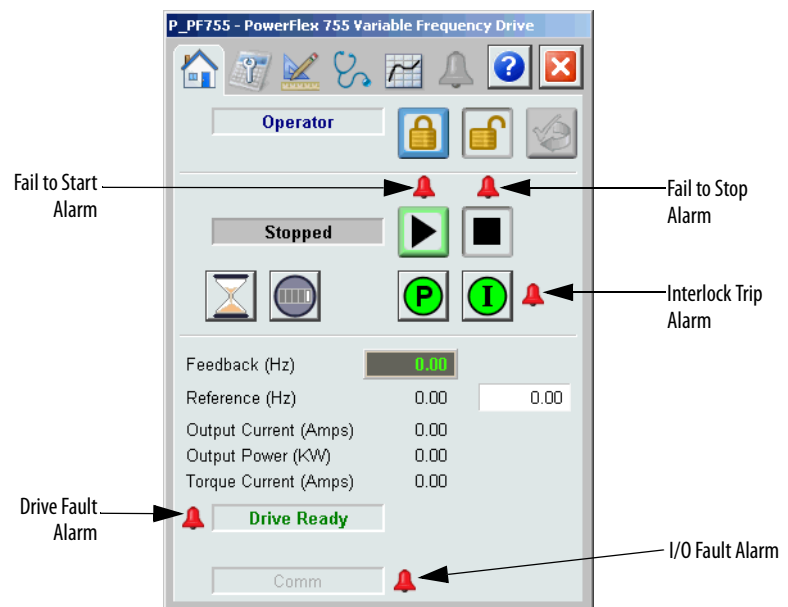 P_PF755 - PowerFlex 755 Variable Frequency Drive
?
Operator
Fail to Start
Alarm
Fail to Stop
Alarm
Stopped
P
I
Interlock Trip
Alarm
Feedback (Hz) 0.00
Reference (Hz) 0.00 0.00
Output Current (Amps) 0.00
Output Power (KW) 0.00
Torque Current (Amps) 0.00
Drive Fault
Alarm
Drive Ready
I/O Fault Alarm
Comm